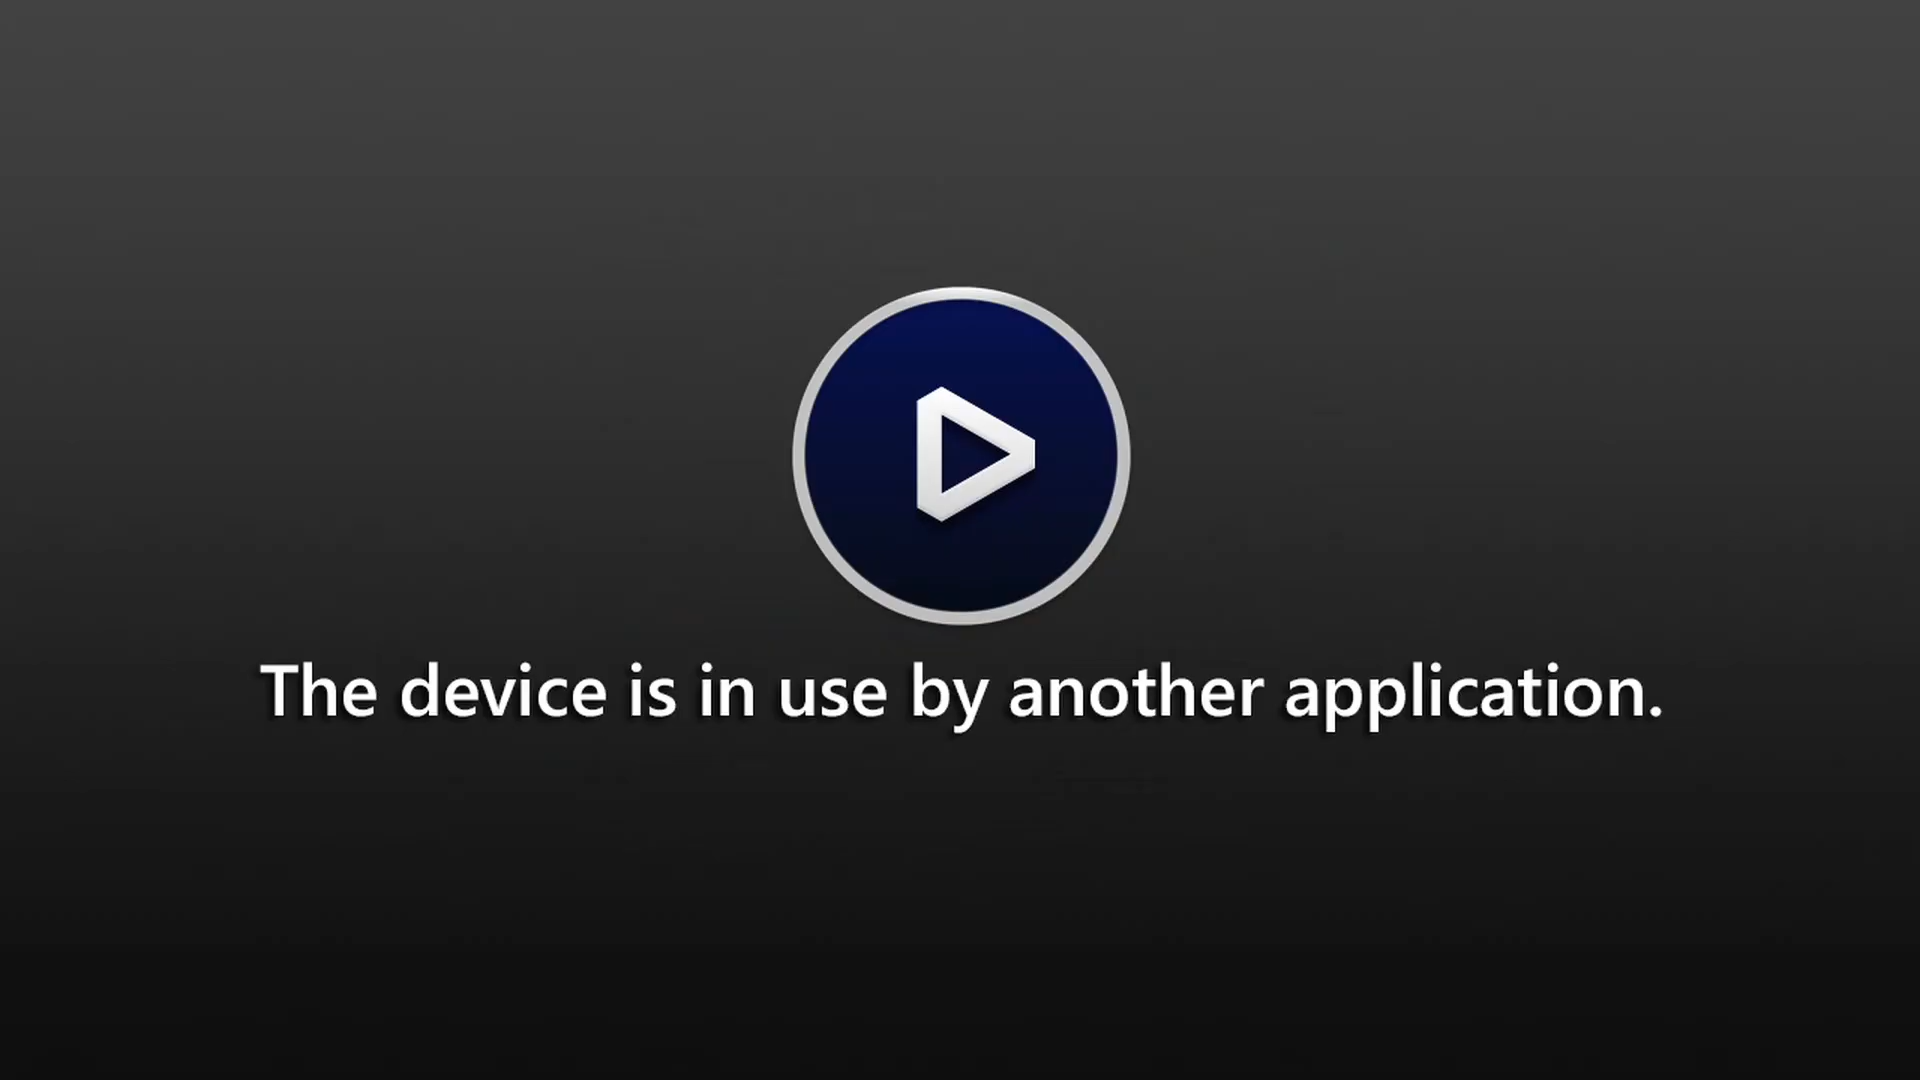 The device is in use by another application.